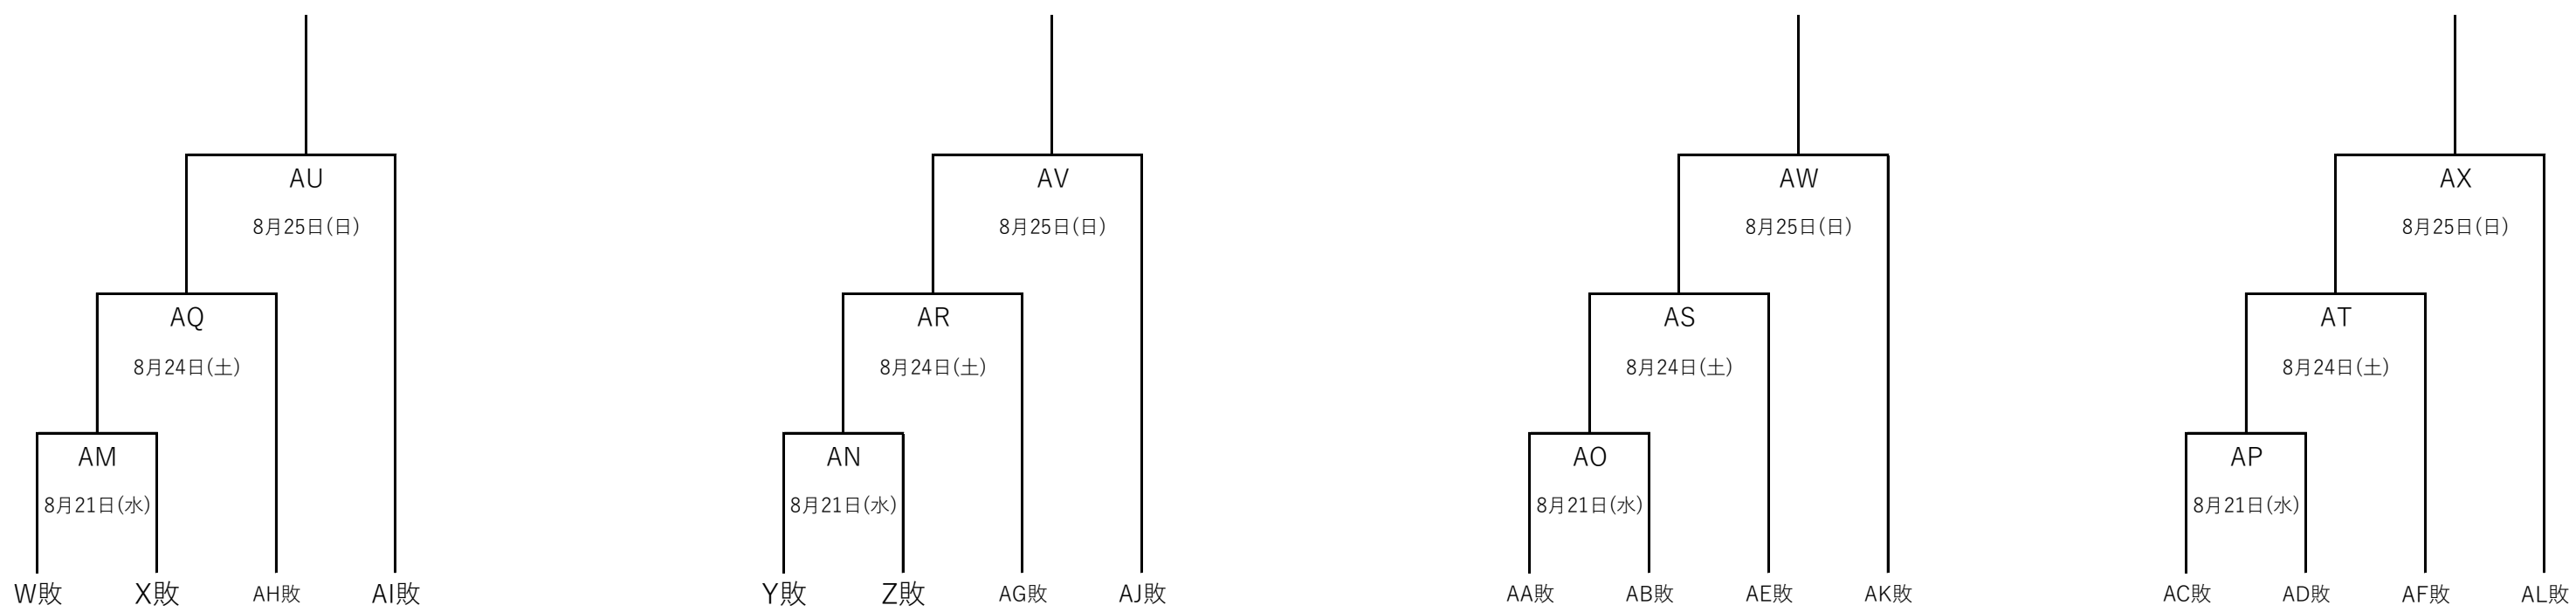 AU AV AW AX
8月25日(日) 8月25日(日) 8月25日(日) 8月25日(日)
AQ AR AS AT
8月24日(土) 8月24日(土) 8月24日(土) 8月24日(土)
AM AN AO AP
8月21日(水) 8月21日(水) 8月21日(水) 8月21日(水)
W敗 X敗 AH敗 AI敗 Y敗 Z敗 AG敗 AJ敗 AA敗 AB敗 AE敗 AK敗 AC敗 AD敗 AF敗 AL敗